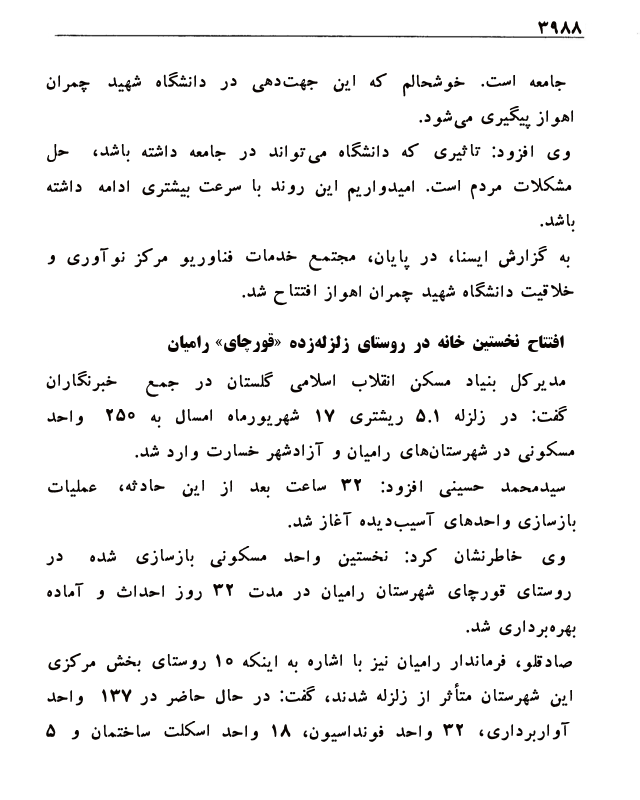 ۳۹۸۸
جامعه است. خوشحالم که این جهت‌دهی در دانشگاه شهید چمران
اهواز پیگیری می‌شود.
وی افزود: تاثیری که دانشگاه می‌تواند در جامعه داشته باشد، حل
مشکلات مردم است. امیدواریم این روند با سرعت بیشتری ادامه داشته
باشد.
به گزارش ایسنا، در پایان، مجتمع خدمات فناوریو مرکز نوآوری و
خلاقیت دانشگاه شهید چمران اهواز افتتاح شد.
افتتاح نخستین خانه در روستای زلزله‌زده «قورچای» رامیان
مدیرکل بنیاد مسکن انقلاب اسلامی گلستان در جمع خبرنگاران
گفت: در زلزله ۵.۱ ریشتری ۱۷ شهریورماه امسال به ۲۵۰ واحد
مسکونی در شهرستان‌های رامیان و آزادشهر خسارت وارد شد.
سیدمحمد حسینی افزود: ۳۲ ساعت بعد از این حادثه، عملیات
بازسازی واحدهای آسیب‌دیده آغاز شد.
وی خاطرنشان کرد: نخستین واحد مسکونی بازسازی شده در
روستای قورچای شهرستان رامیان در مدت ۳۲ روز احداث و آماده
بهره‌برداری شد.
صادقلو، فرماندار رامیان نیز با اشاره به اینکه ۱۰ روستای بخش مرکزی
این شهرستان متأثر از زلزله شدند، گفت: در حال حاضر در ۱۳۷ واحد
آواربرداری، ۳۲ واحد فونداسیون، ۱۸ واحد اسکلت ساختمان و ۵